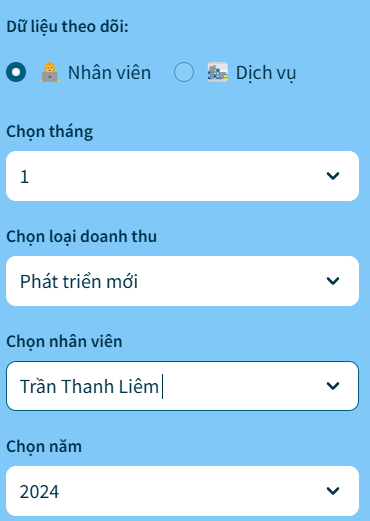 Dữ liệu theo dõi:
Nhân viên Dịch vụ
Chọn tháng
1
Chọn loại doanh thu
Phát triển mới
Chọn nhân viên
Trần Thanh Liêm
Chọn năm
2024